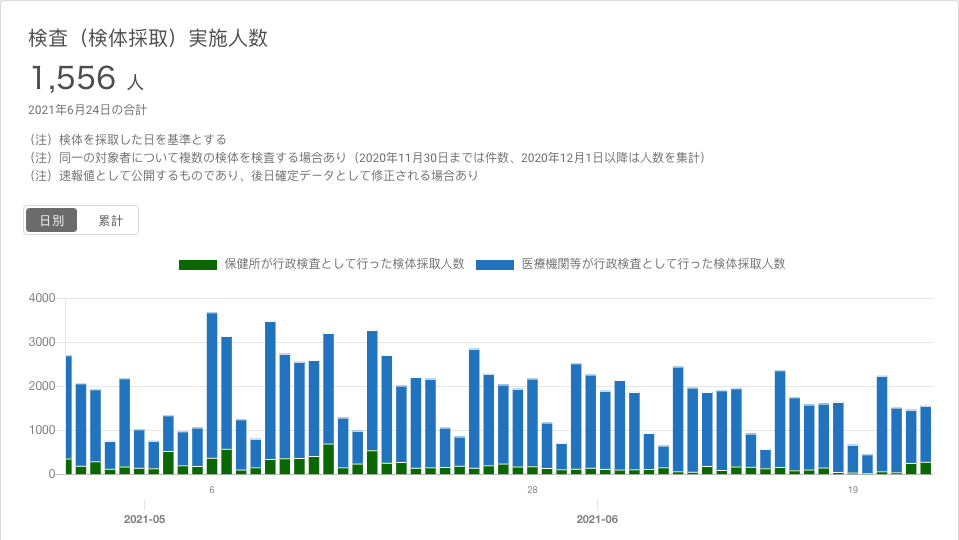 検査（検体採取）実施人数
1,556 人
2021年6月24日の合計
（注）検体を採取した日を基準とする
（注）同一の対象者について複数の検体を検査する場合あり（2020年11月30日までは件数、2020年12月1日以降は人数を集計）
（注）速報値として公開するものであり、後日確定データとして修正される場合あり
日別 累計
保健所が行政検査として行った検体採取人数 医療機関等が行政検査として行った検体採取人数
4000
3000
2000
1000
0
6 28 19
2021-05 2021-06